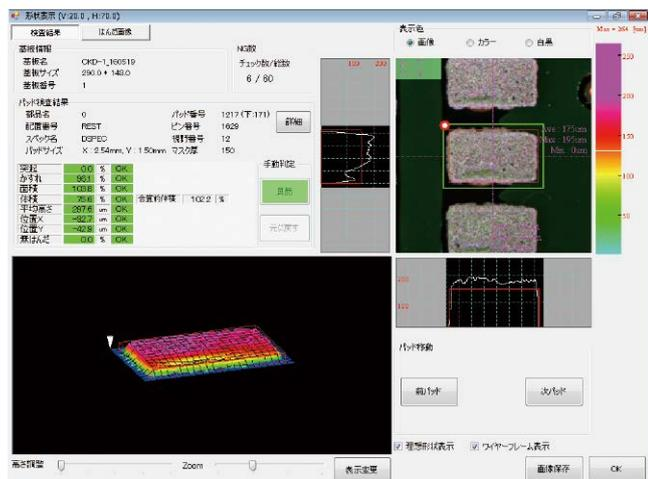 形状表示 (V:20.0 , H:70.0)
検査結果
はんだ画像
基板情報
基板名 CKD-1_160519
基板サイズ 290.0 * 148.0
基板番号 1
NG数
チェック数/総数
6 / 60
パッド検査結果
部品名 0 パッド番号 1217 (下:171)
配置番号 REST ピン番号 1629
スペック名 DSPEC 視野番号 12
パッドサイズ X : 2.54mm, Y : 1.50mm マスク厚 150
詳細
突起 0.0 % OK
かすれ 96.1 % OK
面積 103.8 % OK
体積 75.6 % OK 合算的体積 102.2 %
平均高さ 297.6 um OK
位置X -92.7 um OK
位置Y -42.9 um OK
無はんだ 0.0 % OK
手動判定
良品
元に戻す
表示色
画像
カラー
白黒
100 200
Ave : 175um
Max : 195um
Min : 0um
Max = 264 [um]
250
200
150
100
50
200
100
パッド移動
前パッド
次パッド
理想形状表示
ワイヤーフレーム表示
高さ調整
Zoom
表示変更
画像保存
OK